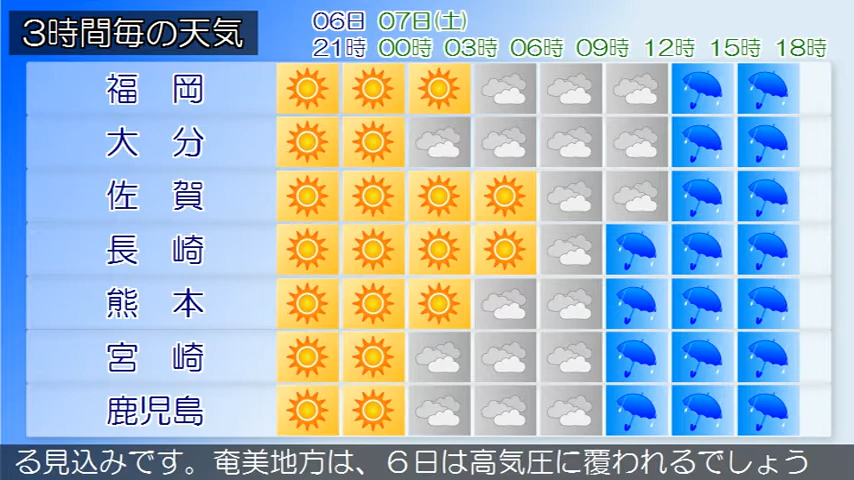 3時間毎の天気
06日 07日(土)
21時 00時 03時 06時 09時 12時 15時 18時
福岡
大分
佐賀
長崎
熊本
宮崎
鹿児島
る見込みです。奄美地方は、６日は高気圧に覆われるでしょう